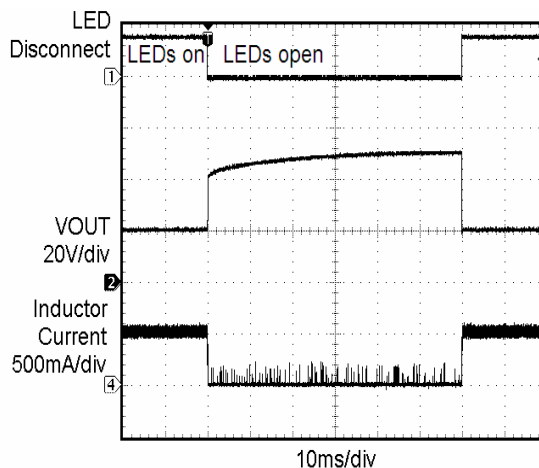 LED
Disconnect
LEDs on
LEDs open
T
1
VOUT
20V/div
2
Inductor
Current
500mA/div
4
10ms/div